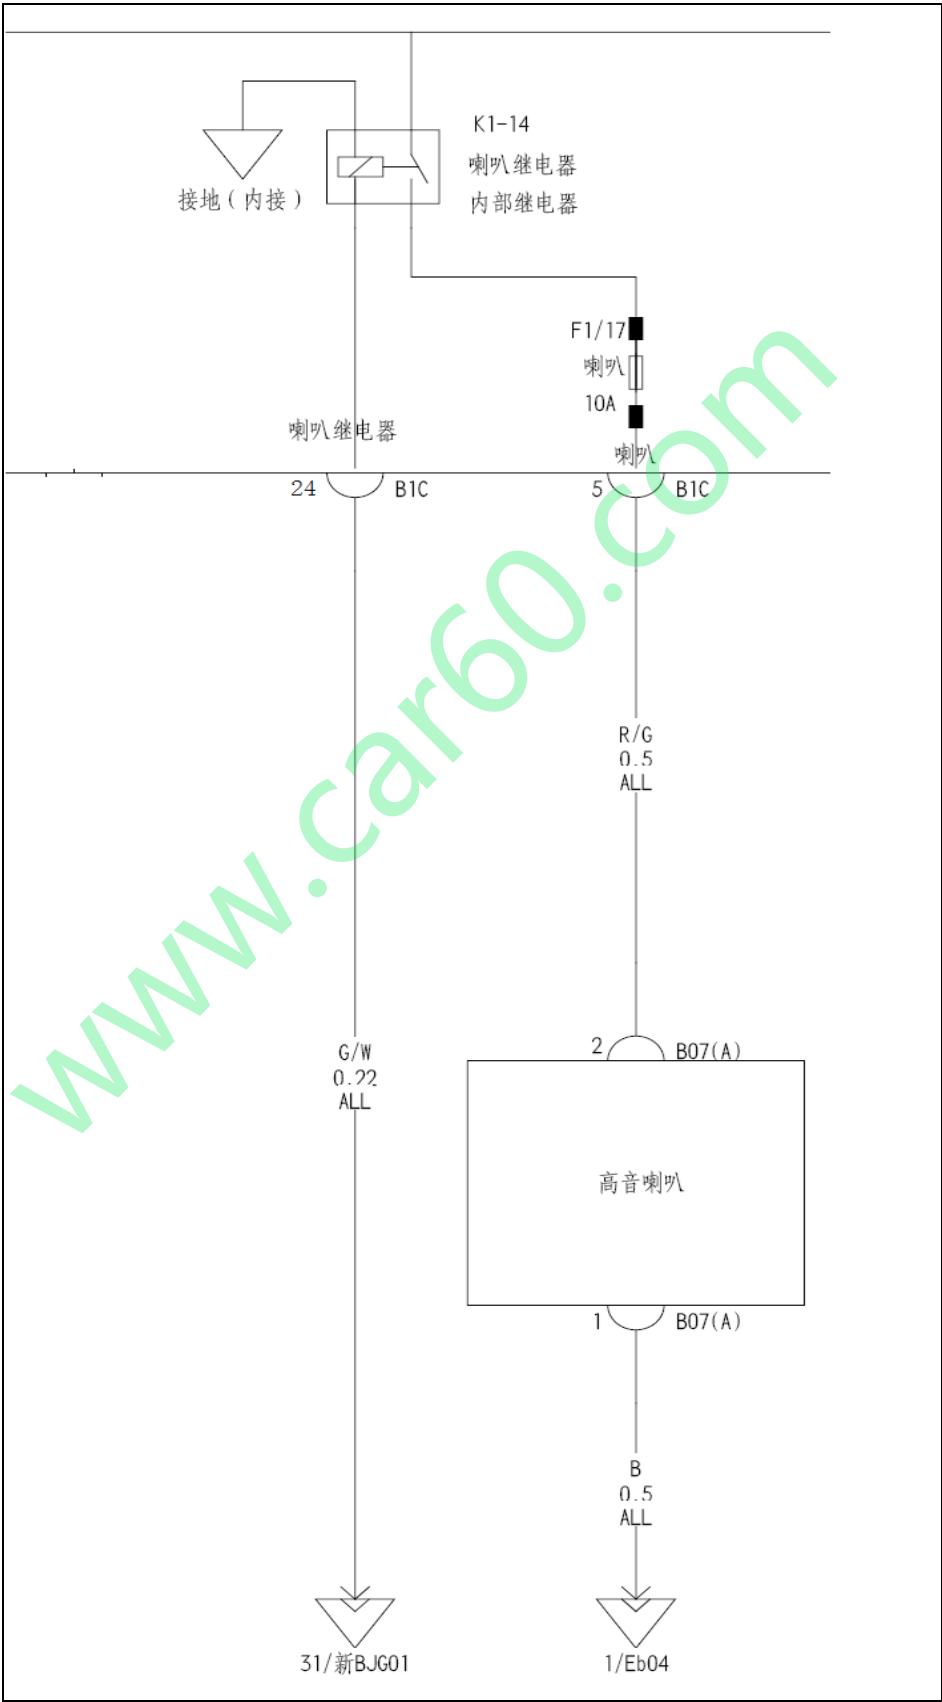 K1-14
喇叭继电器
内部继电器
接地(内接)
F1/17
喇叭
10A
喇叭继电器
喇叭
24
B1C
5
B1C
R/G
0.5
ALL
G/W
0.22
ALL
2
B07(A)
高音喇叭
1
B07(A)
B
0.5
ALL
31/新BJG01
1/Eb04
www.car60.com